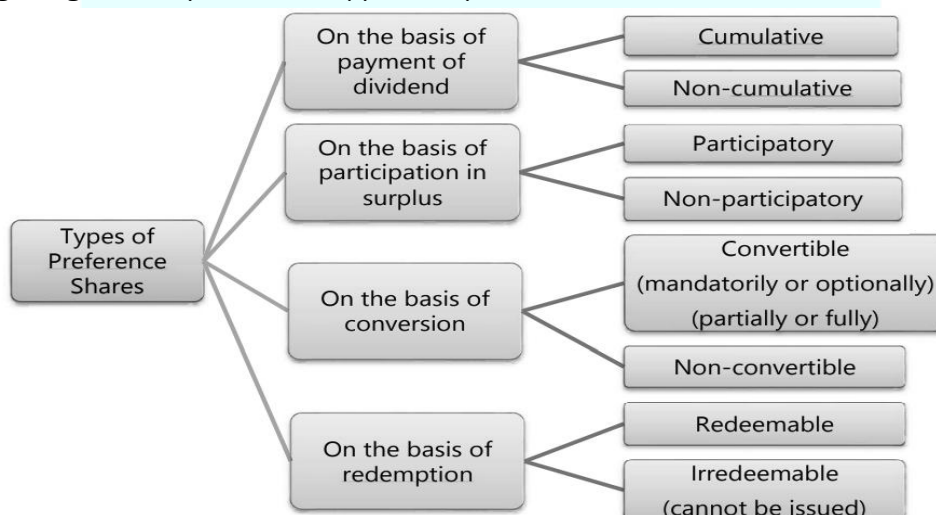 On the basis of
payment of
dividend
Cumulative
Non-cumulative
On the basis of
participation in
surplus
Participatory
Non-participatory
Types of
Preference
Shares
On the basis of
conversion
Convertible
(mandatorily or optionally)
(partially or fully)
Non-convertible
On the basis of
redemption
Redeemable
Irredeemable
(cannot be issued)